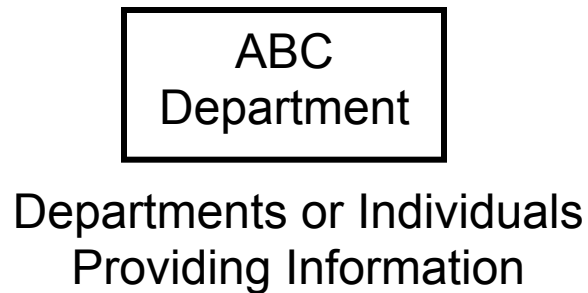 ABC
Department
Departments or Individuals
Providing Information